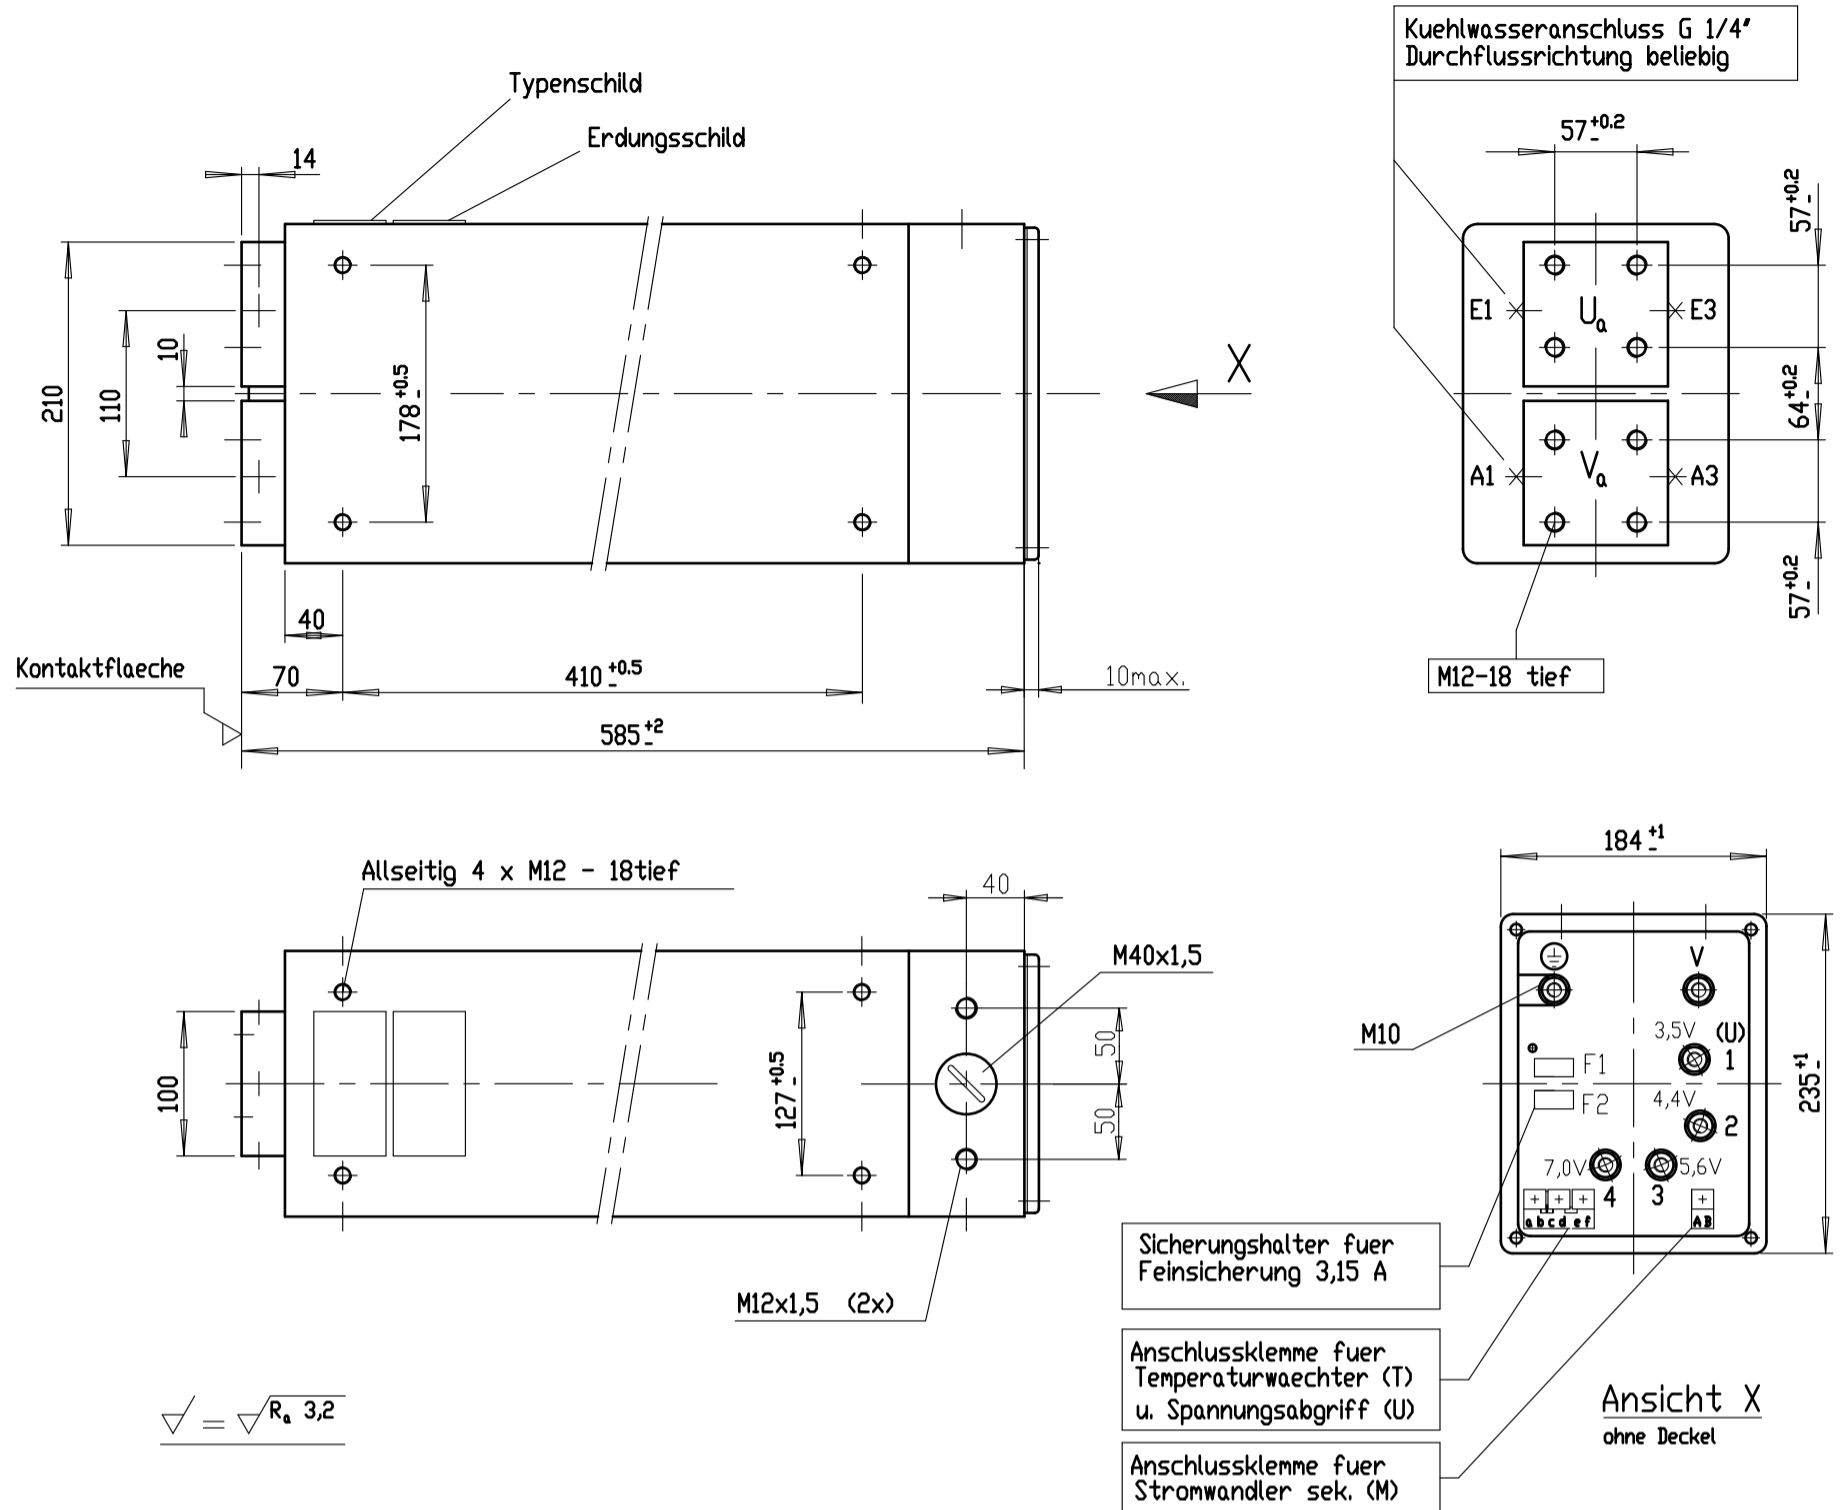 Kuehlwasseranschluss G 1/4"
Durchflussrichtung beliebig
Typenschild
Erdungsschild
14
57 +0.2 -
57 +0.2 -
E1
Ua
E3
10
X
210
110
178 +0.5 -
64 +0.2 -
A1
Va
A3
57 +0.2 -
40
Kontaktflaeche
70
410 +0.5 -
10max.
M12-18 tief
585 +2 -
184 +1 -
Allseitig 4 x M12 - 18tief
40
M40x1,5
V
M10
3,5V (U)
1
50
F1
100
127 +0.5 -
235 +1 -
4,4V
F2
50
2
7,0V
5,6V
4
3
+ + +
+
a b c d e f
AB
Sicherungshalter fuer
Feinsicherung 3,15 A
M12x1,5 (2x)
Anschlussklemme fuer
Temperaturwaechter (T)
u. Spannungsabgriff (U)
Ra 3,2
=
Ansicht X
ohne Deckel
Anschlussklemme fuer
Stromwandler sek. (M)